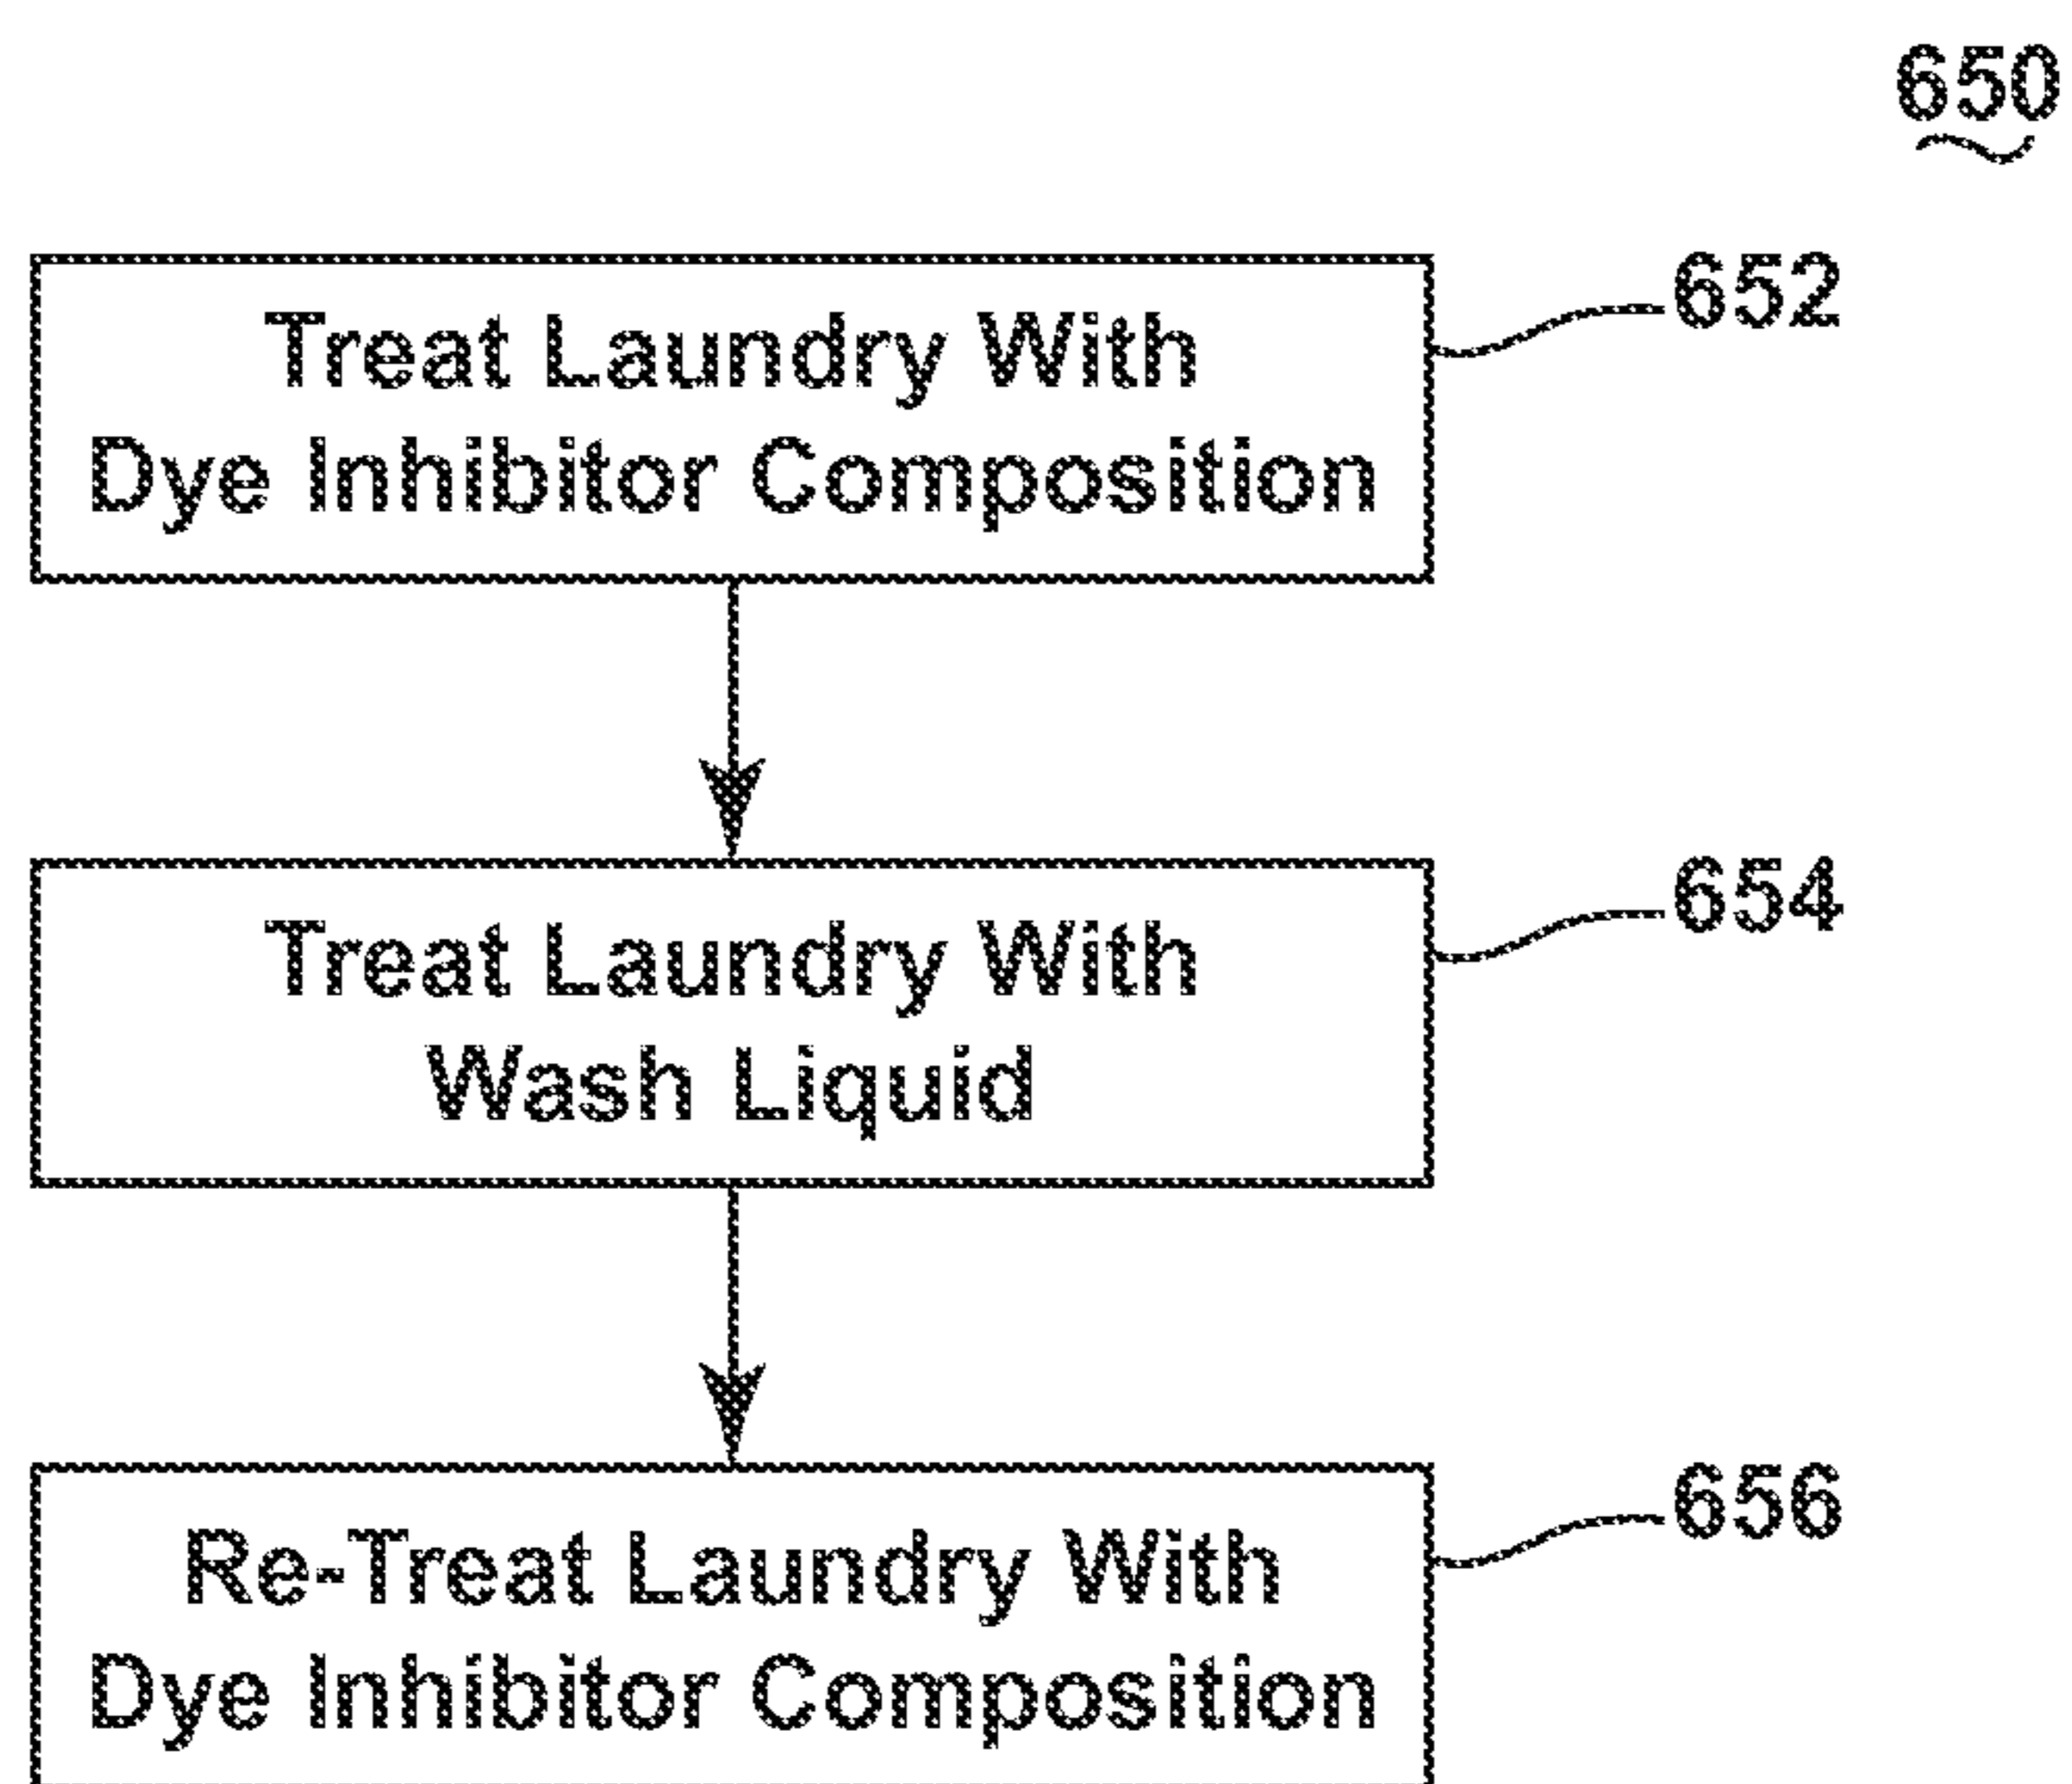 650
Treat Laundry With
Dye Inhibitor Composition
652
Treat Laundry With
Wash Liquid
654
Re-Treat Laundry With
Dye Inhibitor Composition
656